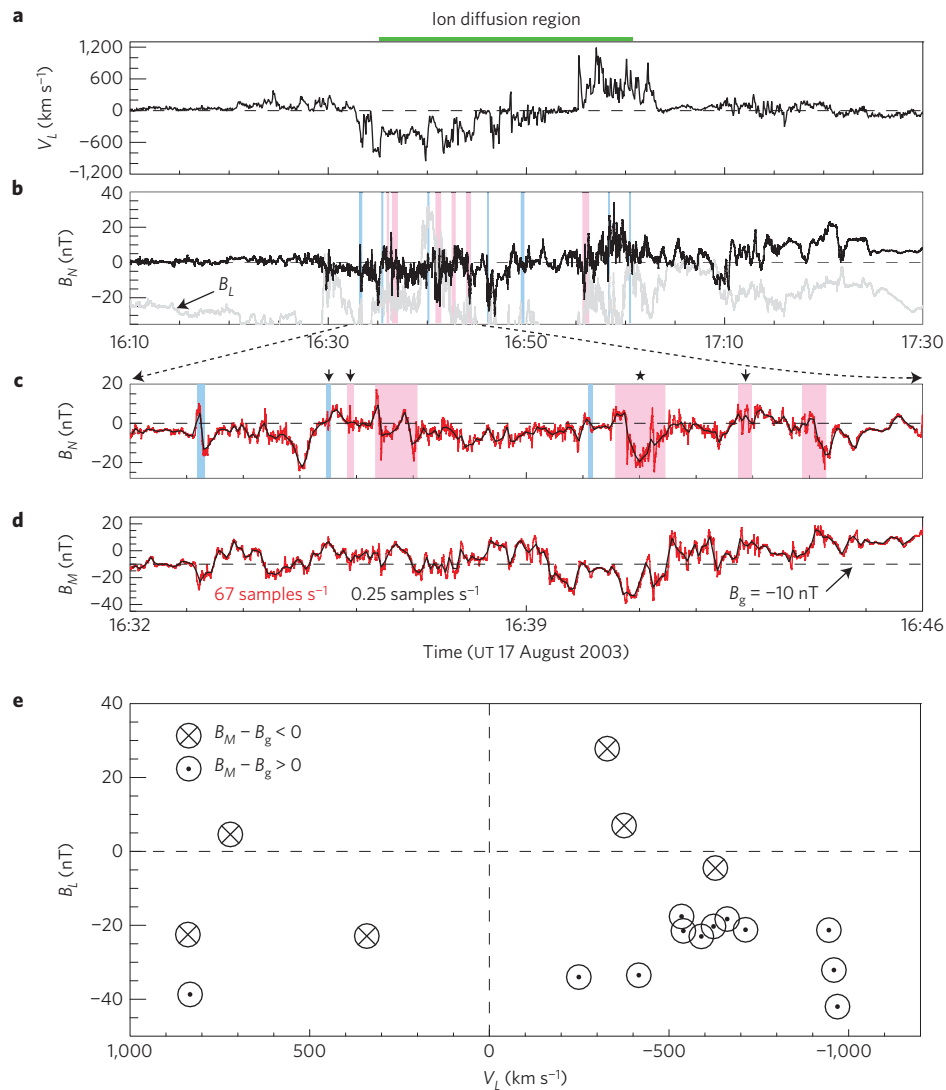 a
Ion diffusion region
1,200
600
0
−600
−1,200
V_L (km s⁻¹)
b
40
20
0
−20
B_N (nT)
B_L
16:10
16:30
16:50
17:10
17:30
c
20
0
−20
B_N (nT)
d
20
0
−20
−40
B_M (nT)
67 samples s⁻¹
0.25 samples s⁻¹
B_g = −10 nT
16:32
16:39
16:46
Time (UT 17 August 2003)
e
40
20
0
−20
−40
B_L (nT)
B_M − B_g < 0
B_M − B_g > 0
1,000
500
0
−500
−1,000
V_L (km s⁻¹)